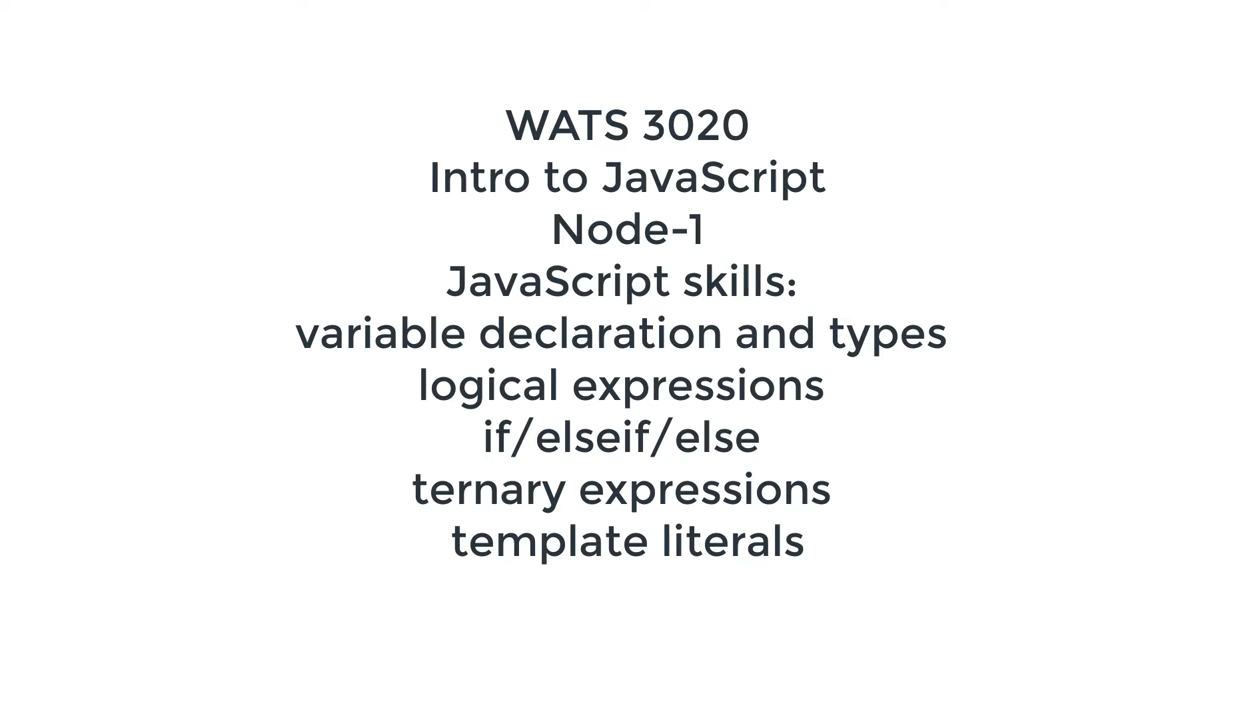 WATS 3020
Intro to JavaScript
Node-1
JavaScript skills:
variable declaration and types
logical expressions
if/elseif/else
ternary expressions
template literals